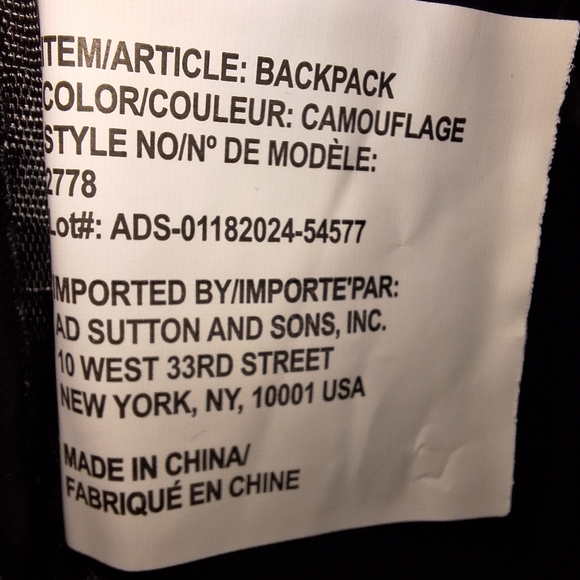 ITEM/ARTICLE: BACKPACK
COLOR/COULEUR: CAMOUFLAGE
STYLE NO/Nº DE MODÈLE:
2778
Lot#: ADS-01182024-54577
IMPORTED BY/IMPORTE'PAR:
AD SUTTON AND SONS, INC.
10 WEST 33RD STREET
NEW YORK, NY, 10001 USA
MADE IN CHINA/
FABRIQUÉ EN CHINE